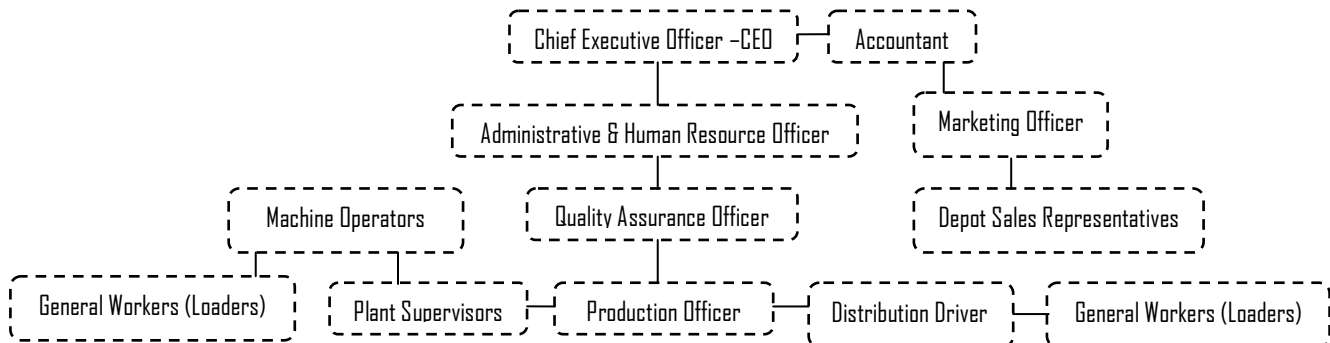 Chief Executive Officer –CEO
Accountant
Administrative & Human Resource Officer
Marketing Officer
Machine Operators
Quality Assurance Officer
Depot Sales Representatives
General Workers (Loaders)
Plant Supervisors
Production Officer
Distribution Driver
General Workers (Loaders)